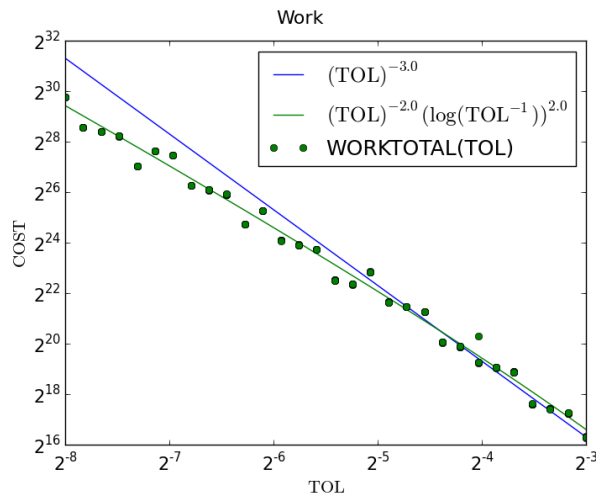 Work
2^32
2^30
2^28
2^26
2^24
2^22
2^20
2^18
2^16
COST
(TOL)^−3.0
(TOL)^−2.0 (log(TOL^−1))^2.0
WORKTOTAL(TOL)
2^-8 2^-7 2^-6 2^-5 2^-4 2^-3
TOL